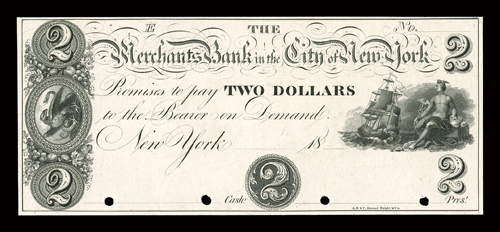 E THE No.
2 Merchants Bank in the City of New York 2
Promises to pay TWO DOLLARS
to the Bearer on Demand.
New York 18
2 Cashr 2 Prest 2